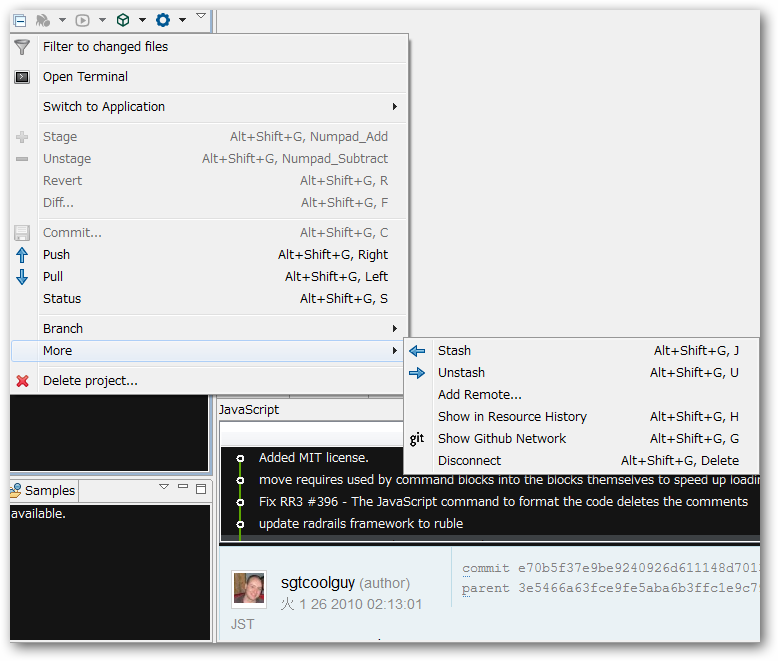 Filter to changed files
Open Terminal
Switch to Application
Stage Alt+Shift+G, Numpad_Add
Unstage Alt+Shift+G, Numpad_Subtract
Revert Alt+Shift+G, R
Diff... Alt+Shift+G, F
Commit... Alt+Shift+G, C
Push Alt+Shift+G, Right
Pull Alt+Shift+G, Left
Status Alt+Shift+G, S
Branch
More
Delete project...
Stash Alt+Shift+G, J
Unstash Alt+Shift+G, U
Add Remote...
Show in Resource History Alt+Shift+G, H
git Show Github Network Alt+Shift+G, G
Disconnect Alt+Shift+G, Delete
JavaScript
Added MIT license.
move requires used by command blocks into the blocks themselves to speed up loadin
Fix RR3 #396 - The JavaScript command to format the code deletes the comments
update radrails framework to ruble
Samples
available.
sgtcoolguy (author)
火 1 26 2010 02:13:01
JST
commit e70b5f37e9be9240926d611148d701
parent 3e5466a63fce9fe5aba6b3ffc1e9c7